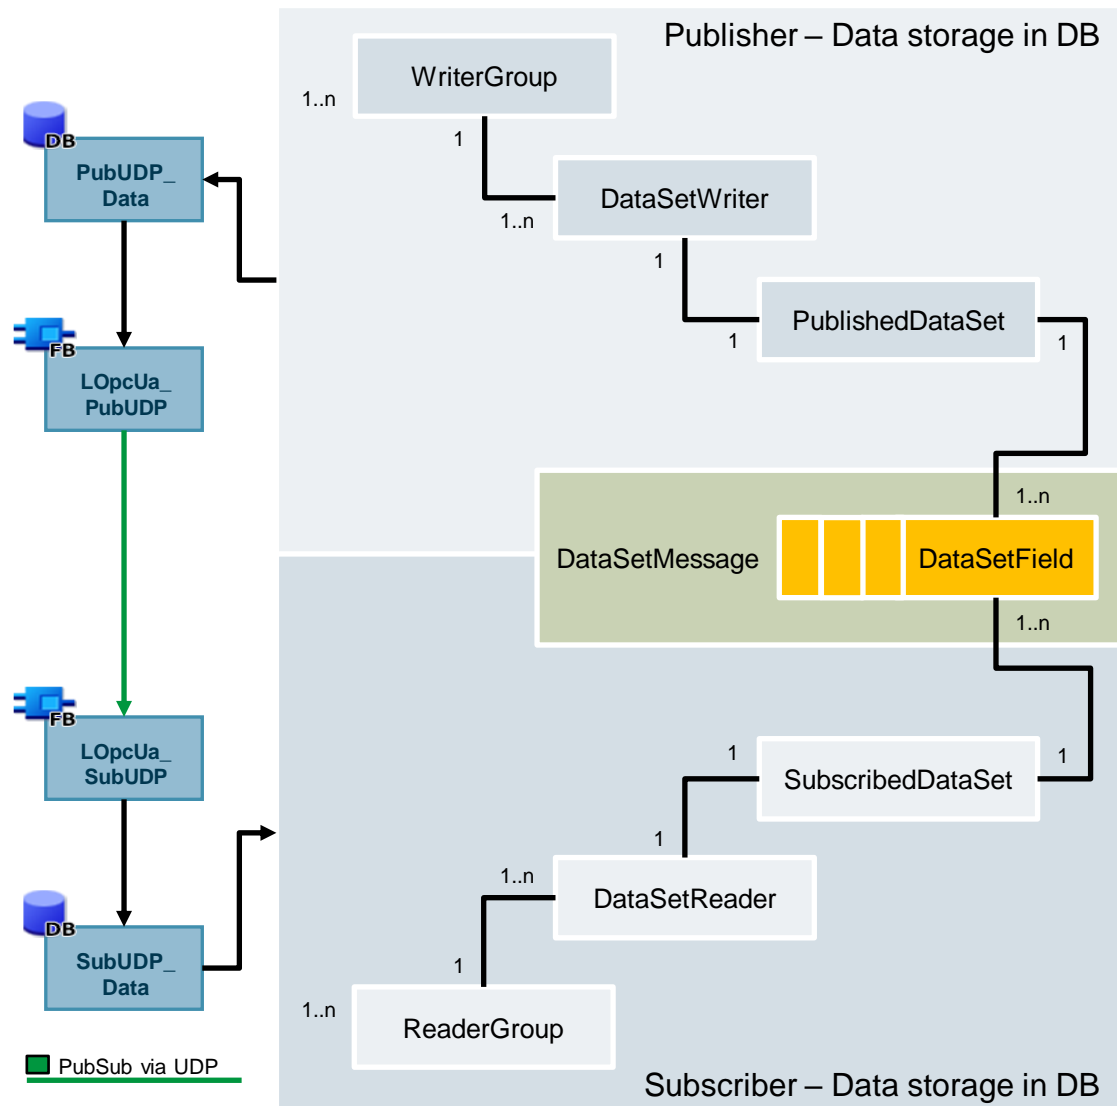 Publisher – Data storage in DB
WriterGroup
1..n
1
DB
PubUDP_
Data
DataSetWriter
1..n
1
PublishedDataSet
1
1
FB
LOpcUa_
PubUDP
1..n
DataSetMessage
DataSetField
1..n
FB
LOpcUa_
SubUDP
1
SubscribedDataSet
1
1
1..n
DataSetReader
DB
SubUDP_
Data
1
1..n
ReaderGroup
PubSub via UDP
Subscriber – Data storage in DB